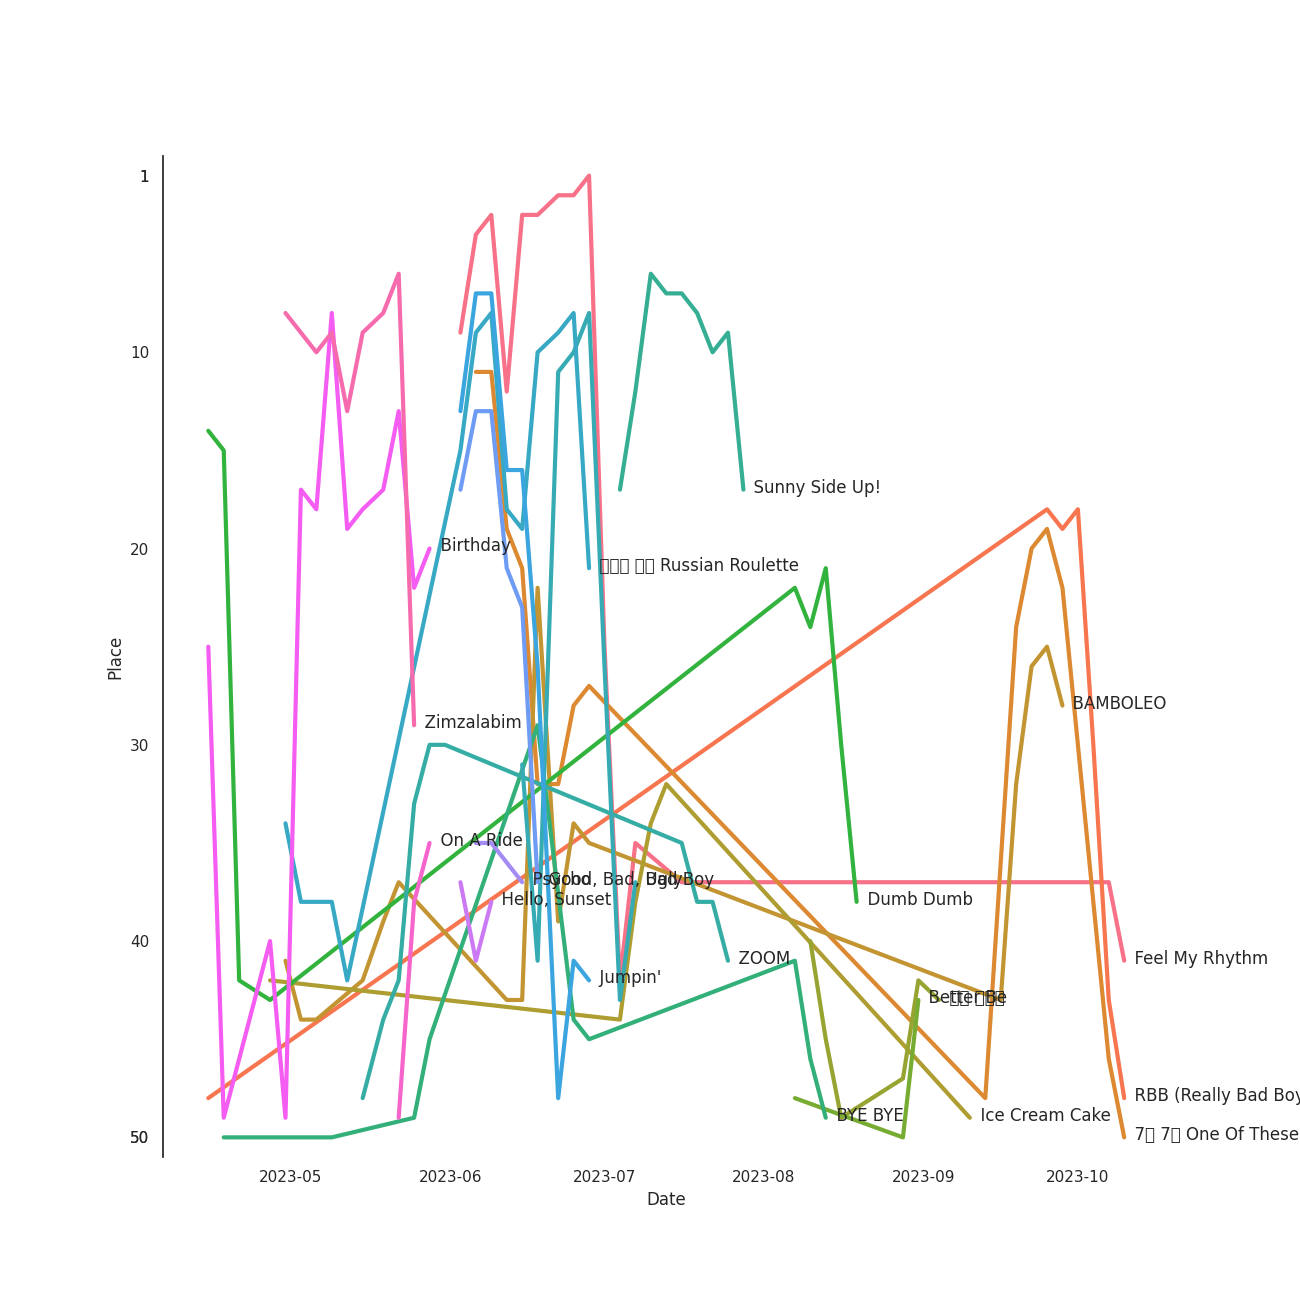 1
10
20
30
40
50
Place
2023-05
2023-06
2023-07
2023-08
2023-09
2023-10
Date
Sunny Side Up!
Birthday
Russian Roulette
BAMBOLEO
Zimzalabim
On A Ride
Psycho
Good, Bad, Ugly
Bad Boy
Hello, Sunset
Dumb Dumb
Feel My Rhythm
ZOOM
Jumpin'
Better Be
RBB (Really Bad Boy
BYE BYE
Ice Cream Cake
7 7 One Of These